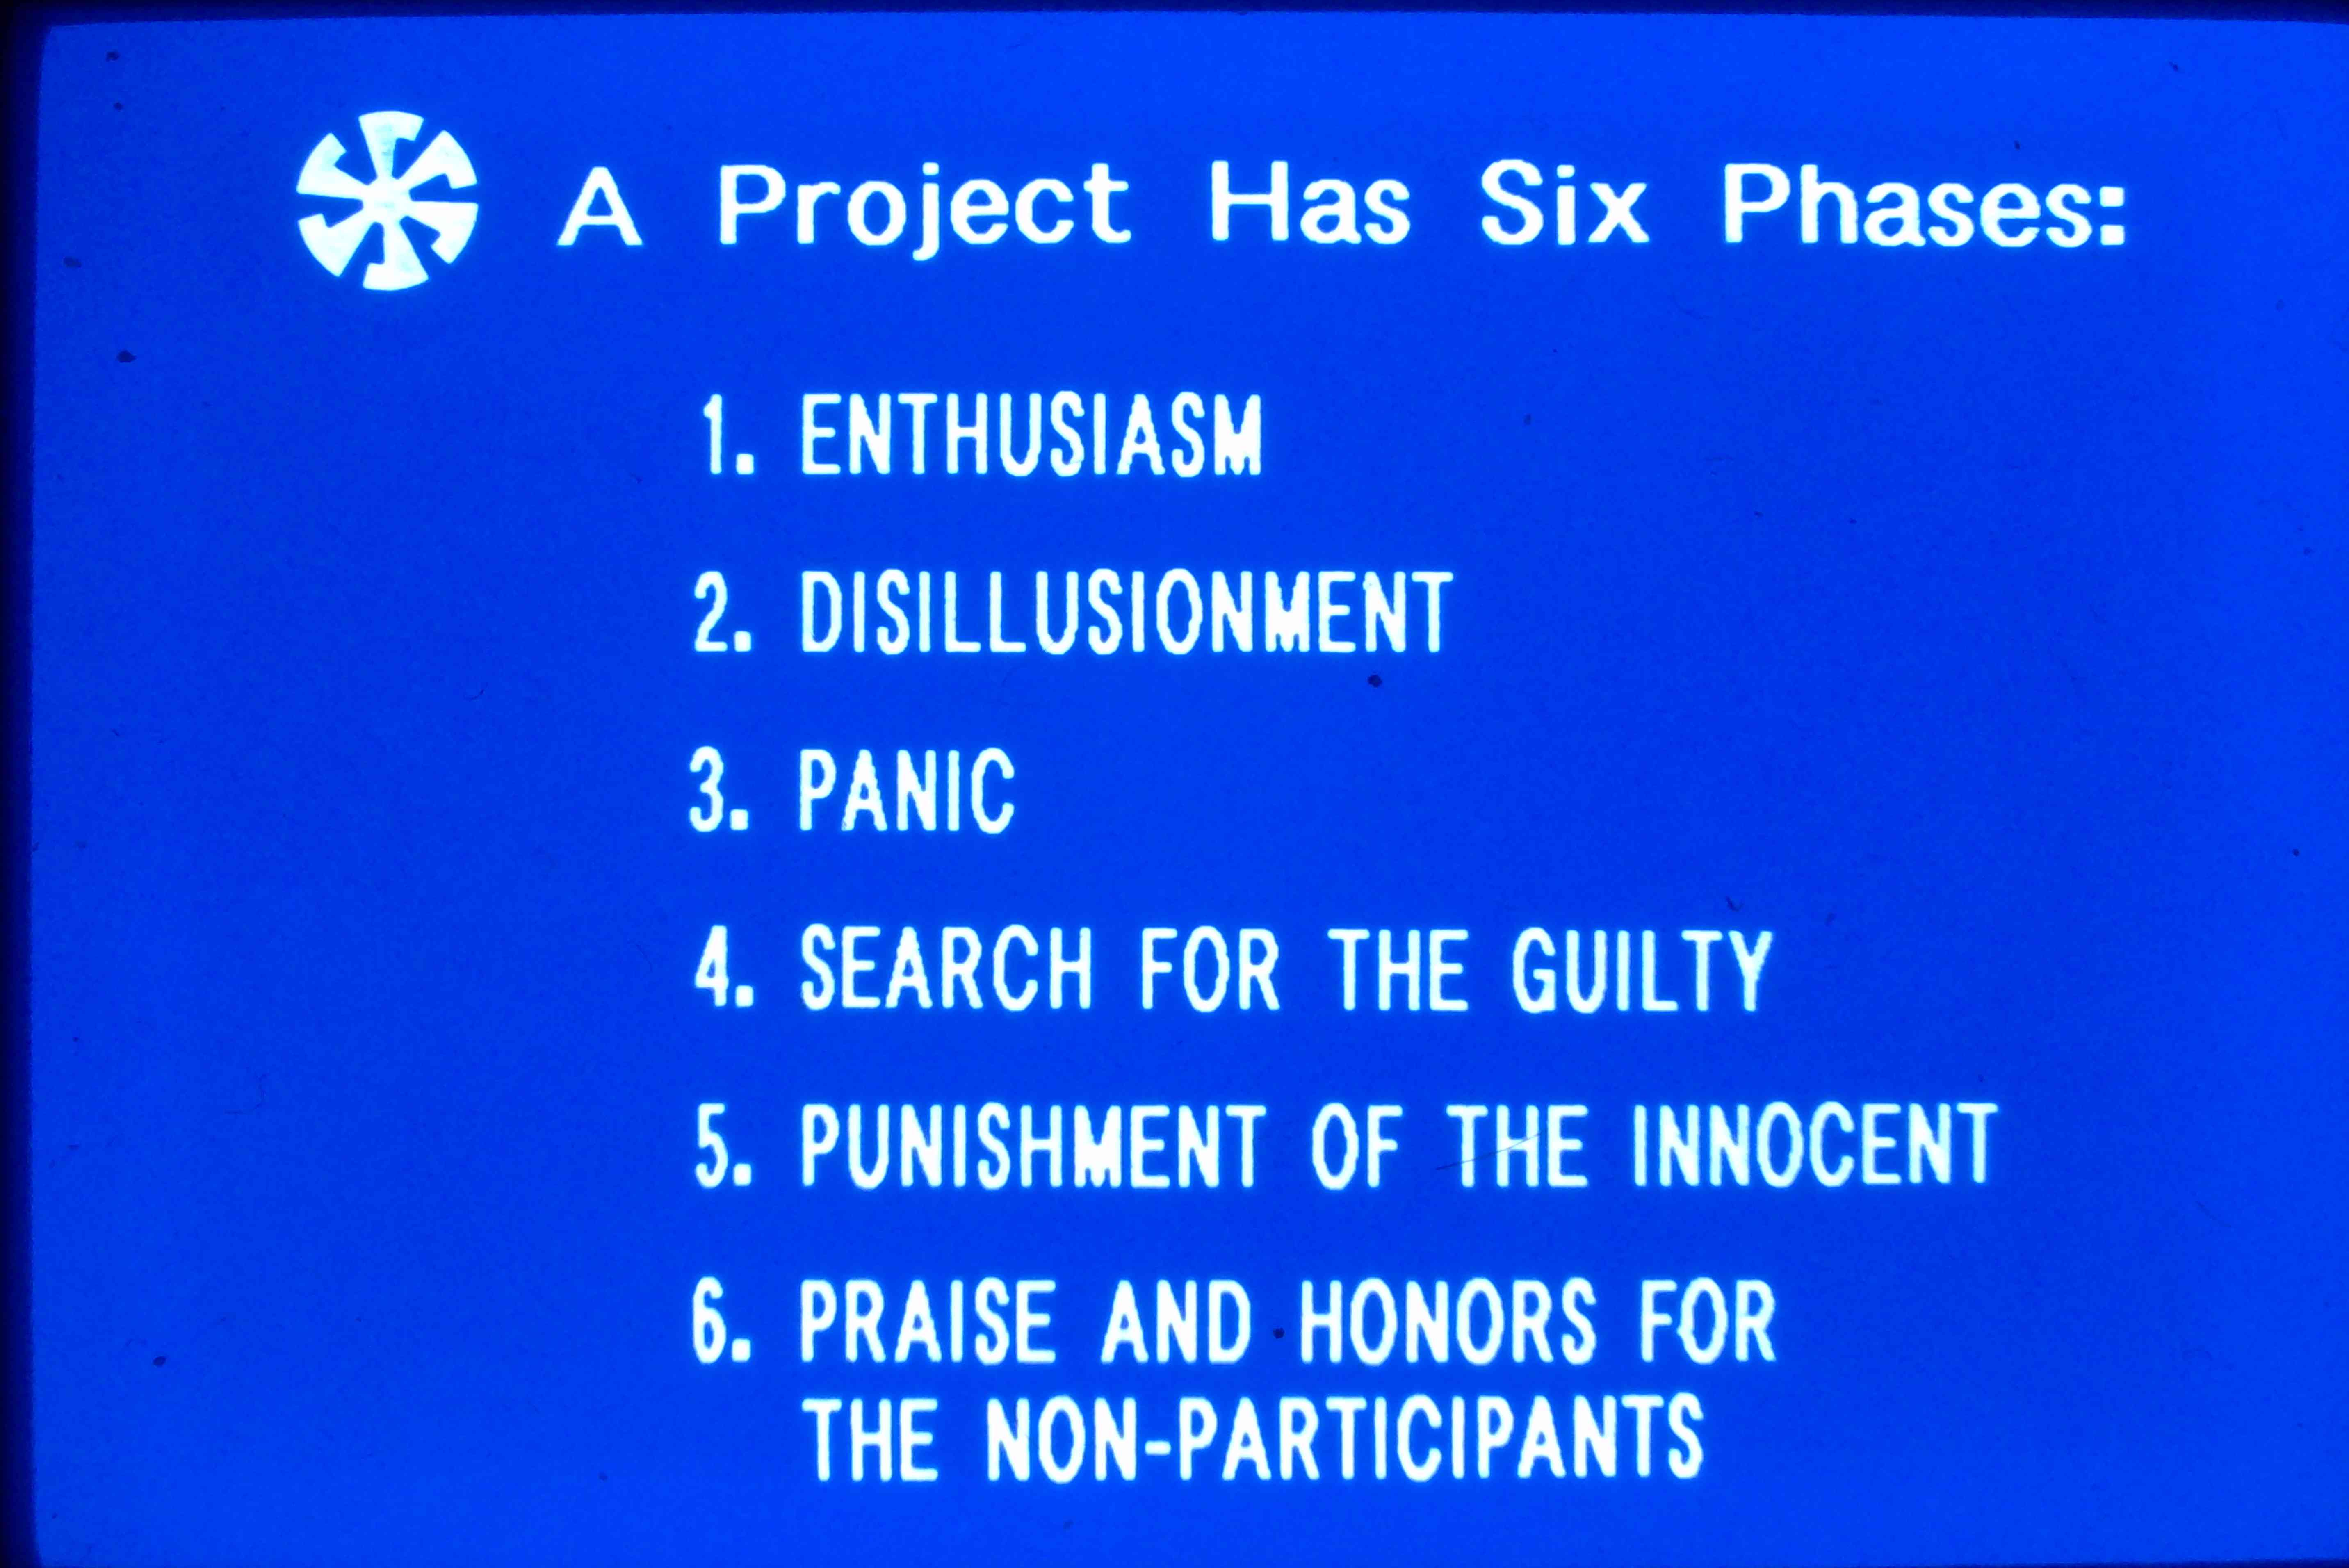 A Project Has Six Phases:
1. ENTHUSIASM
2. DISILLUSIONMENT
3. PANIC
4. SEARCH FOR THE GUILTY
5. PUNISHMENT OF THE INNOCENT
6. PRAISE AND HONORS FOR
THE NON-PARTICIPANTS